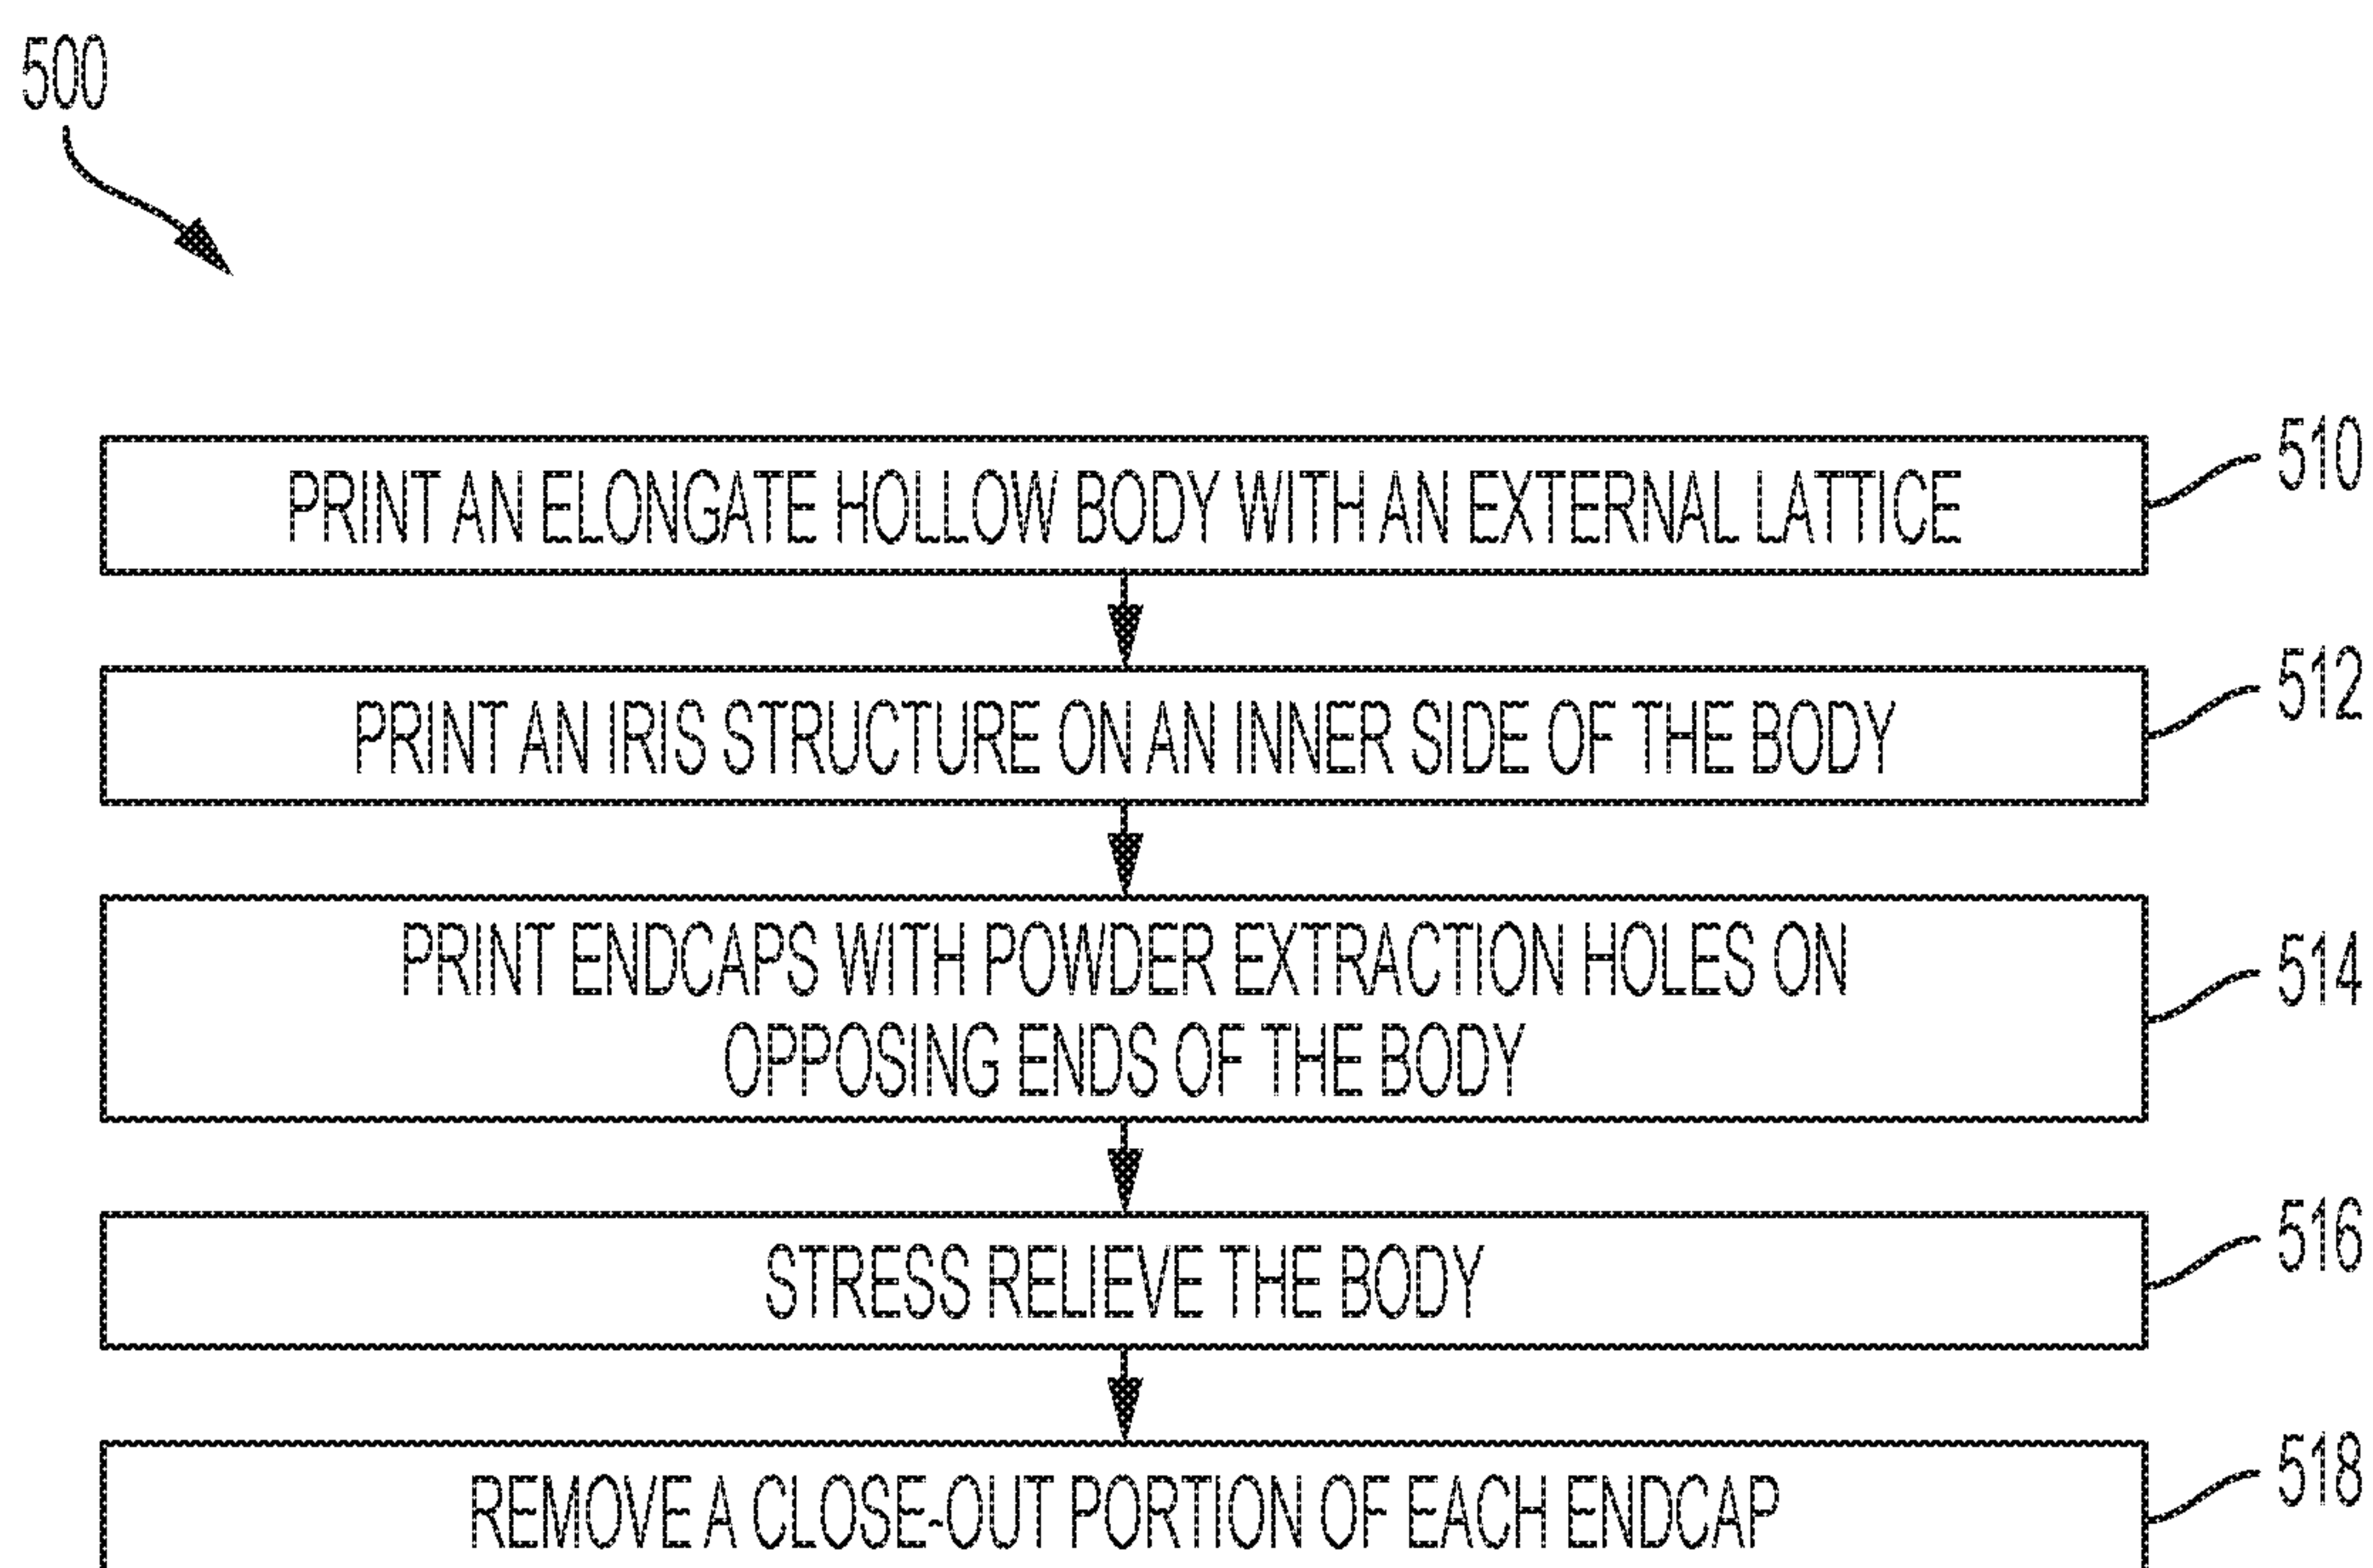 500
PRINT AN ELONGATE HOLLOW BODY WITH AN EXTERNAL LATTICE
510
PRINT AN IRIS STRUCTURE ON AN INNER SIDE OF THE BODY
512
PRINT ENDCAPS WITH POWDER EXTRACTION HOLES ON
OPPOSING ENDS OF THE BODY
514
STRESS RELIEVE THE BODY
516
REMOVE A CLOSE-OUT PORTION OF EACH ENDCAP
518